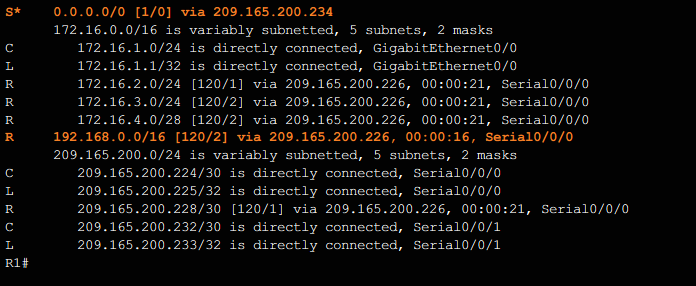 S*    0.0.0.0/0 [1/0] via 209.165.200.234
      172.16.0.0/16 is variably subnetted, 5 subnets, 2 masks
C        172.16.1.0/24 is directly connected, GigabitEthernet0/0
L        172.16.1.1/32 is directly connected, GigabitEthernet0/0
R        172.16.2.0/24 [120/1] via 209.165.200.226, 00:00:21, Serial0/0/0
R        172.16.3.0/24 [120/2] via 209.165.200.226, 00:00:21, Serial0/0/0
R        172.16.4.0/28 [120/2] via 209.165.200.226, 00:00:21, Serial0/0/0
R     192.168.0.0/16 [120/2] via 209.165.200.226, 00:00:16, Serial0/0/0
      209.165.200.0/24 is variably subnetted, 5 subnets, 2 masks
C        209.165.200.224/30 is directly connected, Serial0/0/0
L        209.165.200.225/32 is directly connected, Serial0/0/0
R        209.165.200.228/30 [120/1] via 209.165.200.226, 00:00:21, Serial0/0/0
C        209.165.200.232/30 is directly connected, Serial0/0/1
L        209.165.200.233/32 is directly connected, Serial0/0/1
R1#